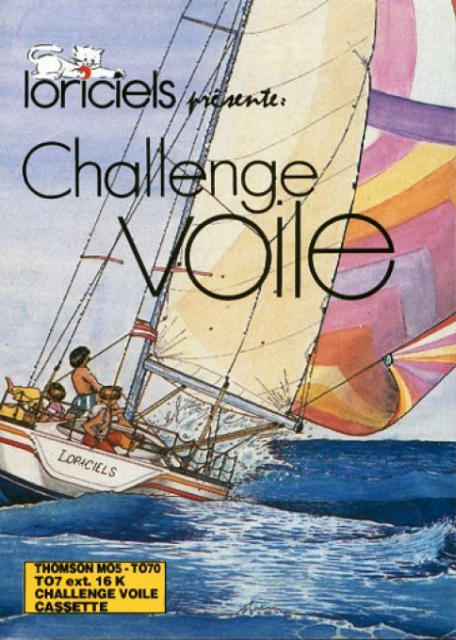 loriciels présente:
Challenge
voile
LORICIELS
THOMSON MO5 - TO70
TO7 ext. 16 K
CHALLENGE VOILE
CASSETTE